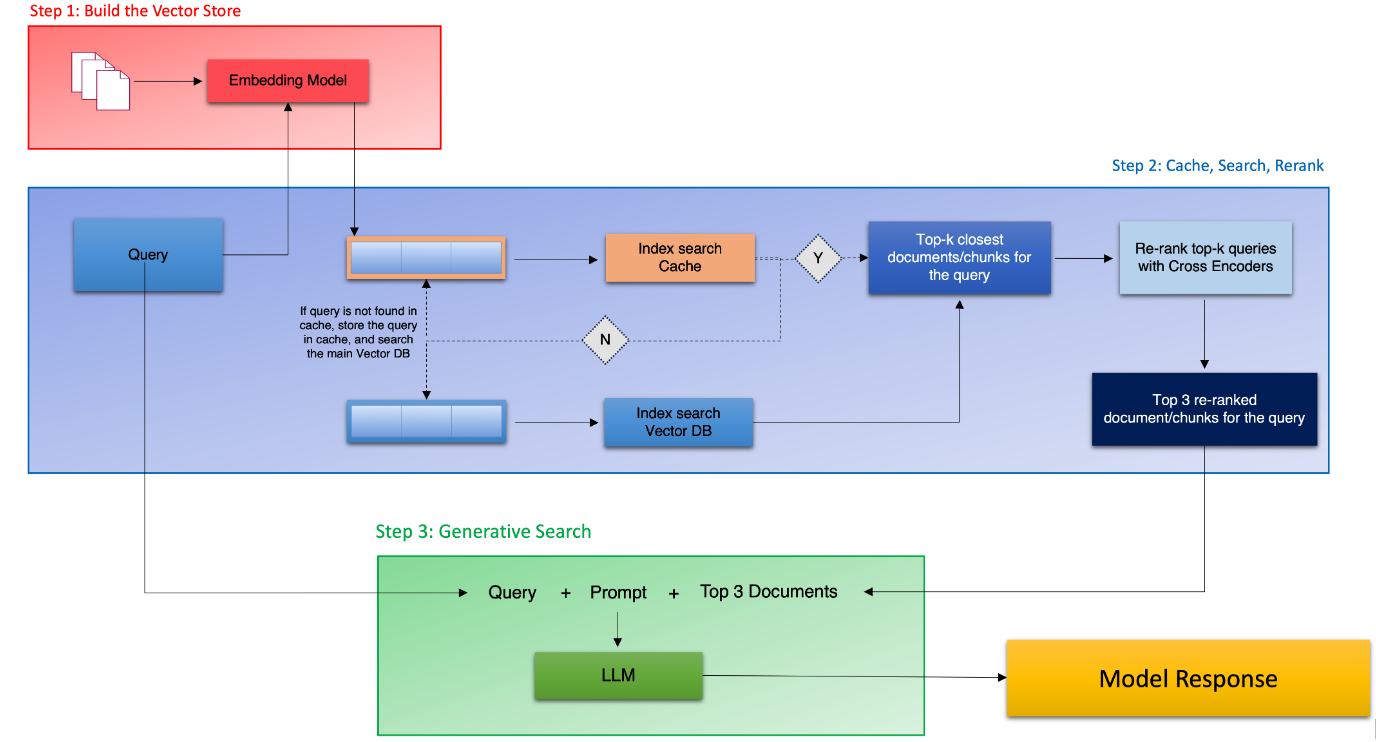 Step 1: Build the Vector Store
Embedding Model
Step 2: Cache, Search, Rerank
Query
Index search
Cache
Y
Top-k closest
documents/chunks for
the query
Re-rank top-k queries
with Cross Encoders
If query is not found in
cache, store the query
in cache, and search
the main Vector DB
N
Index search
Vector DB
Top 3 re-ranked
document/chunks for the query
Step 3: Generative Search
Query + Prompt + Top 3 Documents
LLM
Model Response